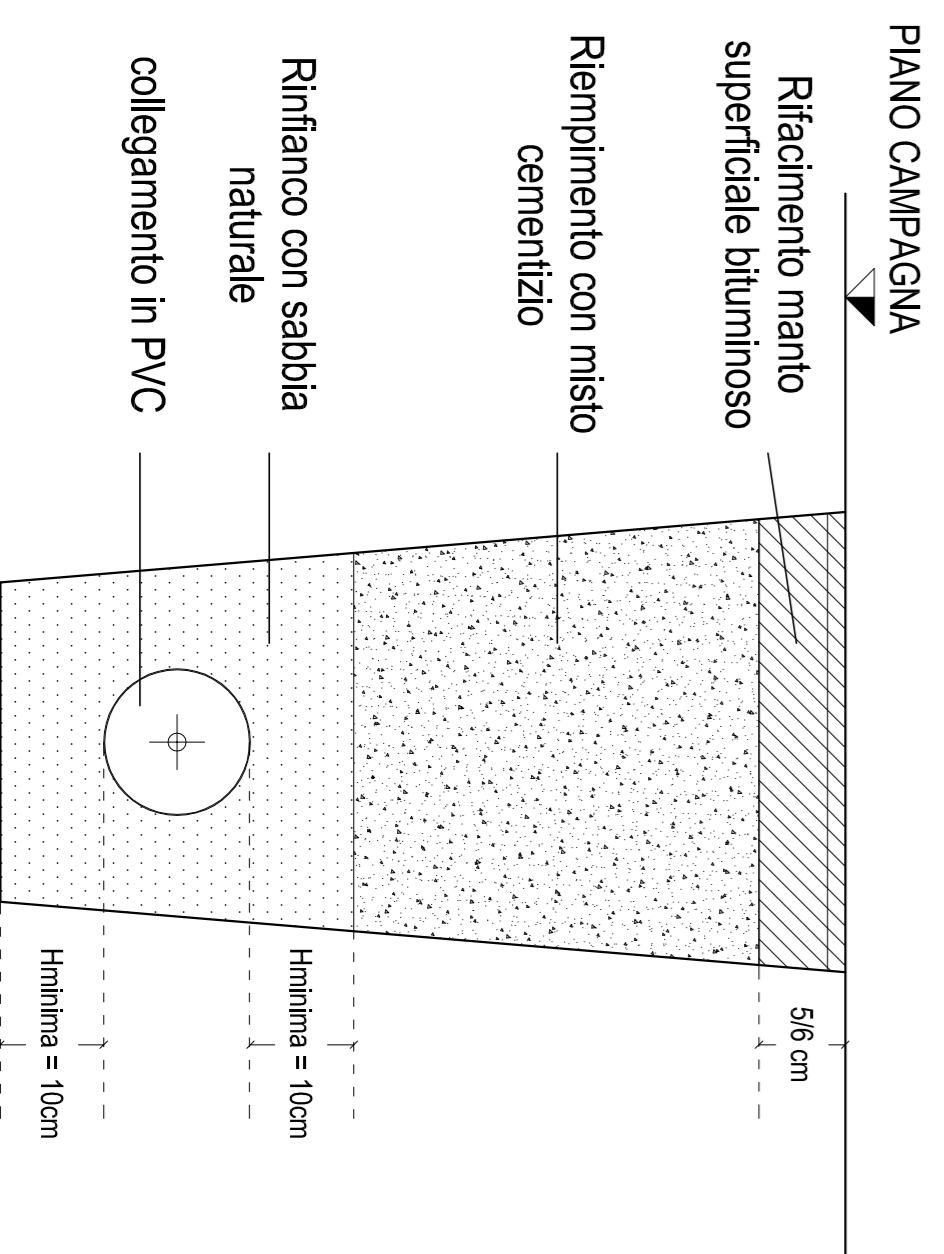 PIANO CAMPAGNA
Rifacimento manto
superficiale bituminoso
5/6 cm
Riempimento con misto
cementizio
Rinfianco con sabbia
naturale
Hminima = 10cm
collegamento in PVC
Hminima = 10cm